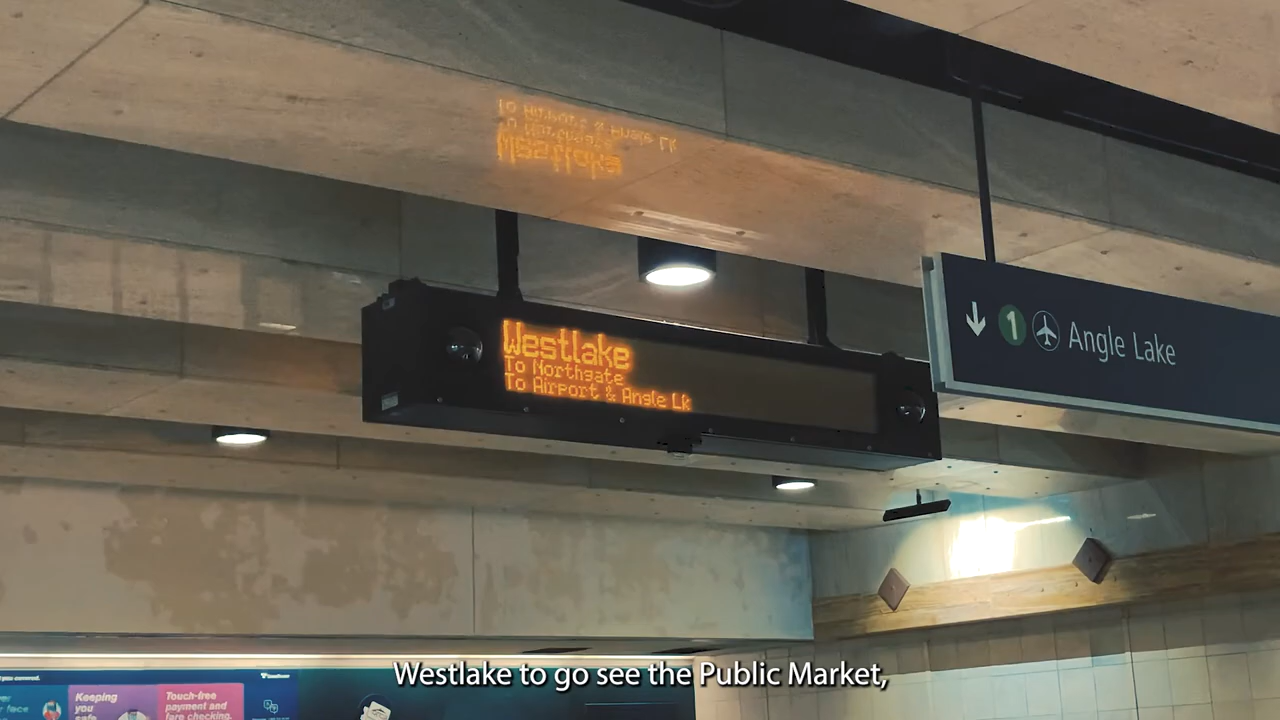 Westlake
To Northgate
To Airport & Angle Lk
1 Angle Lake
Keeping
you
safe
Touch-free
payment and
fare checking.
Westlake to go see the Public Market,